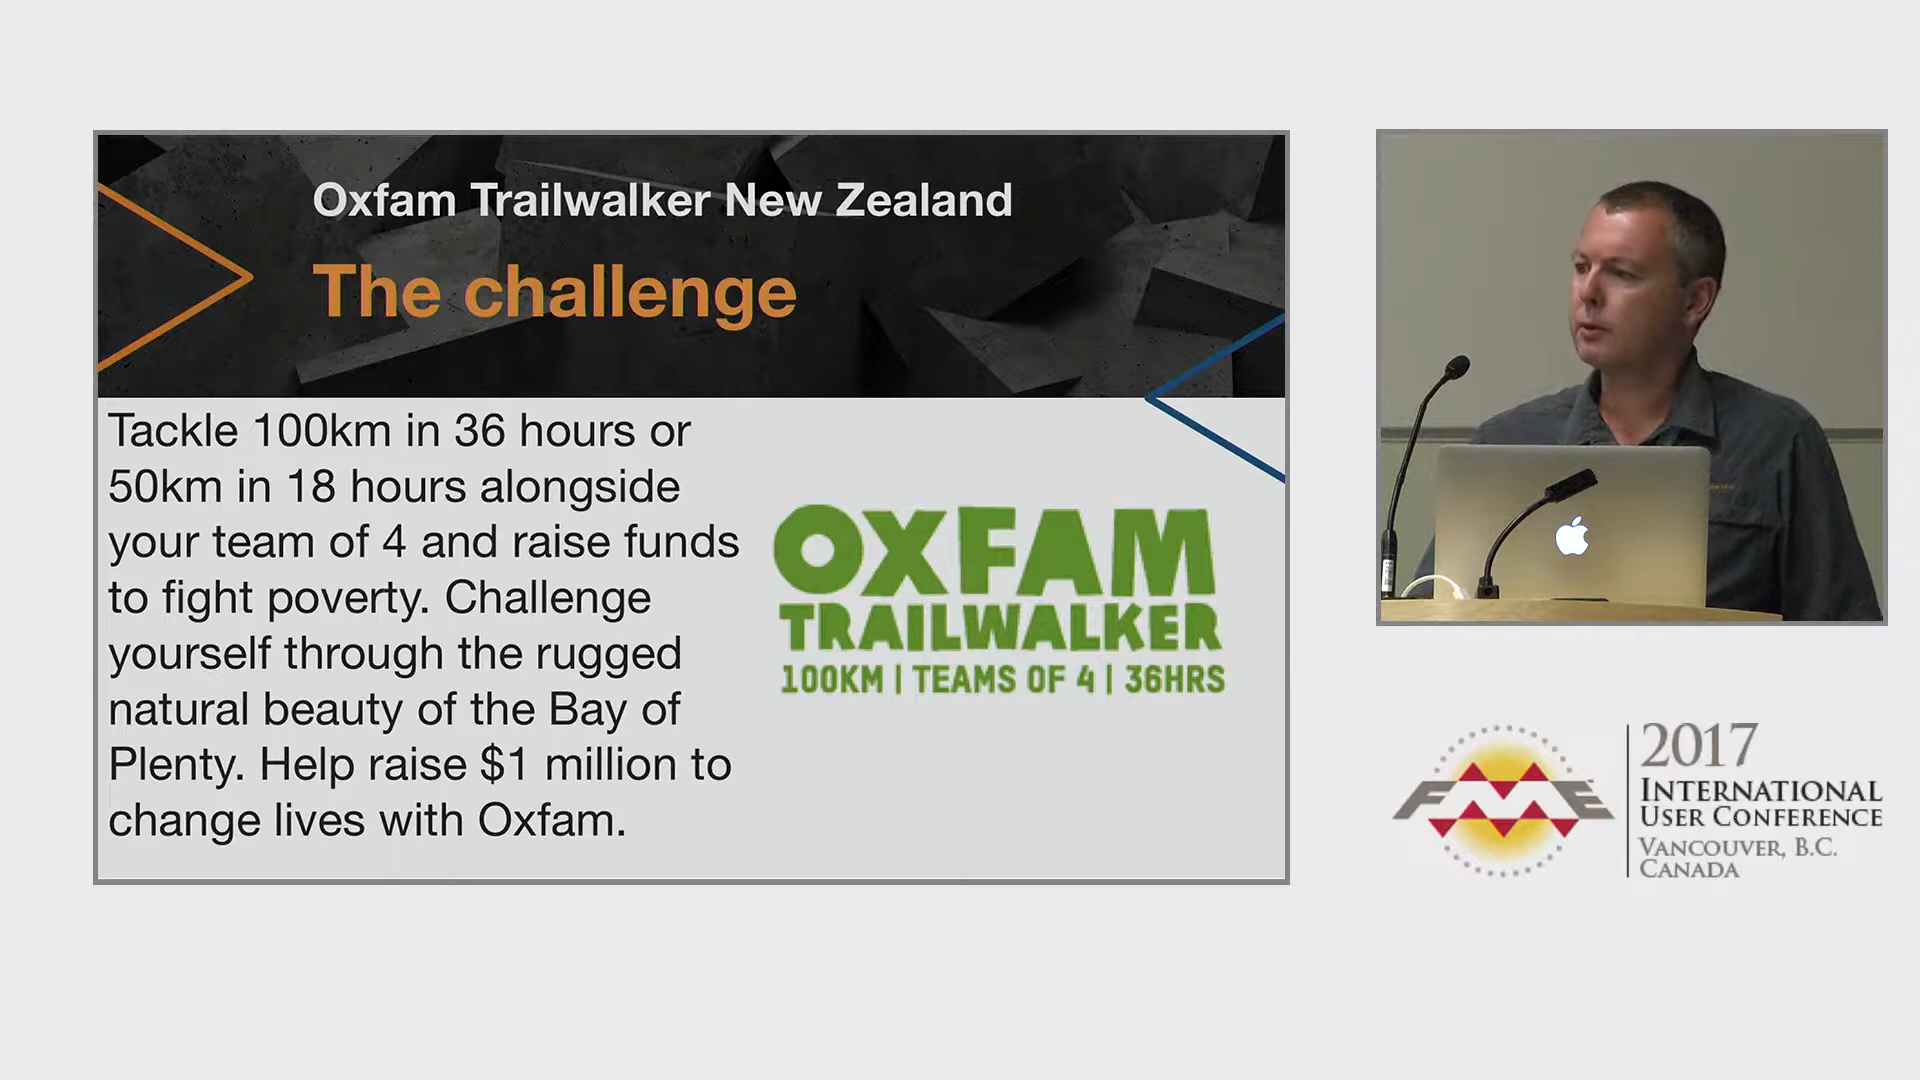 Oxfam Trailwalker New Zealand
The challenge
Tackle 100km in 36 hours or
50km in 18 hours alongside
your team of 4 and raise funds
to fight poverty. Challenge
yourself through the rugged
natural beauty of the Bay of
Plenty. Help raise $1 million to
change lives with Oxfam.
OXFAM
TRAILWALKER
100KM | TEAMS OF 4 | 36HRS
FME
2017
INTERNATIONAL
USER CONFERENCE
VANCOUVER, B.C.
CANADA